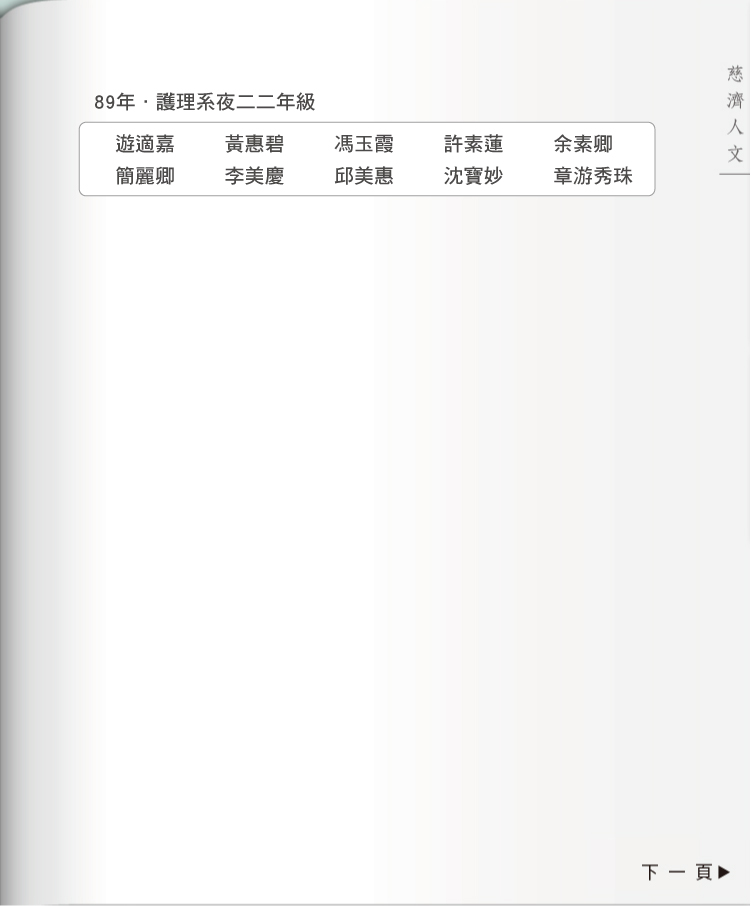 89年·護理系夜二二年級
遊適嘉 黃惠碧 馮玉霞 許素蓮 余素卿
簡麗卿 李美慶 邱美惠 沈寶妙 章游秀珠
慈濟人文
下一頁▶